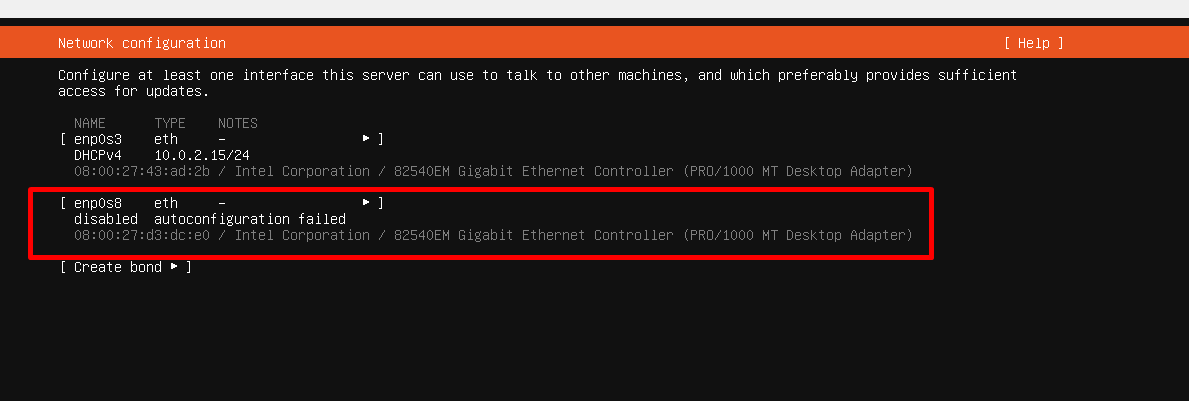 Network configuration [ Help ]
Configure at least one interface this server can use to talk to other machines, and which preferably provides sufficient
access for updates.
NAME TYPE NOTES
[ enp0s3 eth - ▸ ]
DHCPv4 10.0.2.15/24
08:00:27:43:ad:2b / Intel Corporation / 82540EM Gigabit Ethernet Controller (PRO/1000 MT Desktop Adapter)
[ enp0s8 eth - ▸ ]
disabled autoconfiguration failed
08:00:27:d3:dc:e0 / Intel Corporation / 82540EM Gigabit Ethernet Controller (PRO/1000 MT Desktop Adapter)
[ Create bond ▸ ]